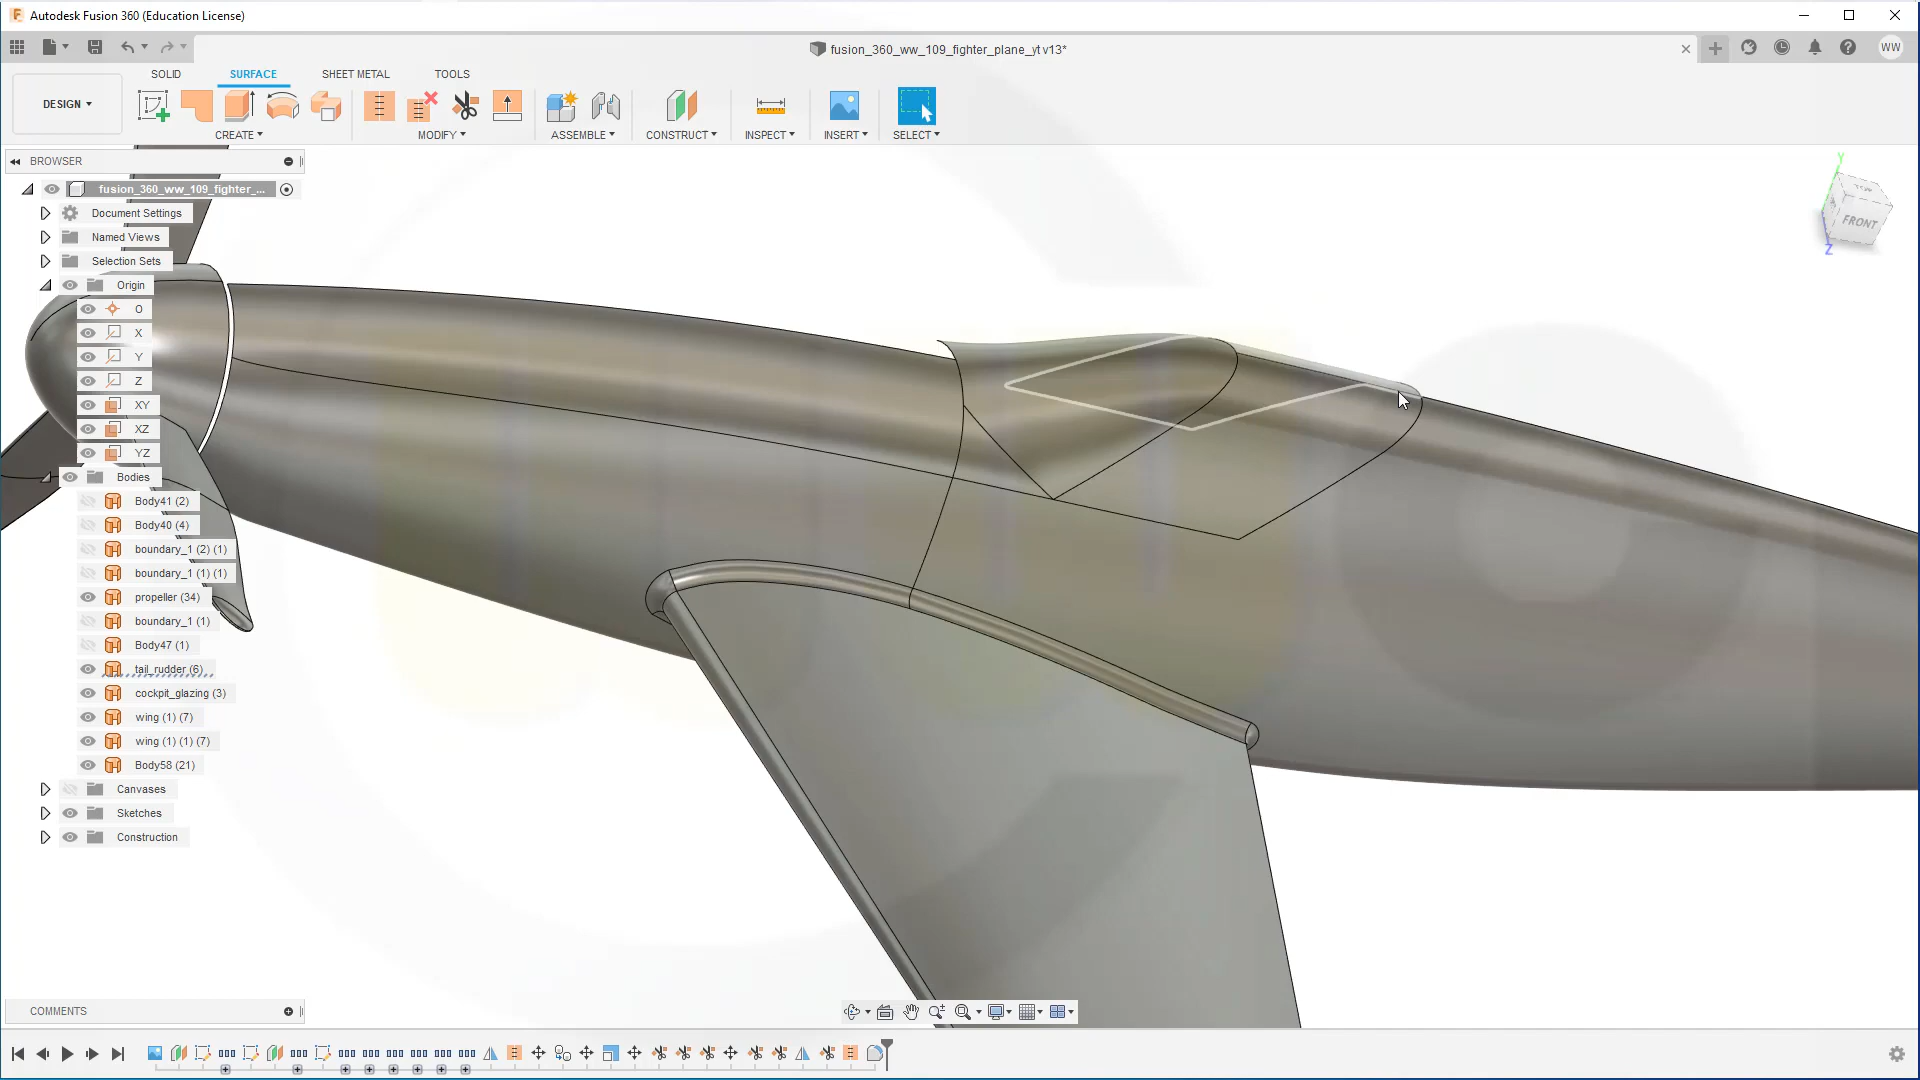 Autodesk Fusion 360 (Education License)
fusion_360_ww_109_fighter_plane_yt v13*
WW
SOLID
SURFACE
SHEET METAL
TOOLS
DESIGN
CREATE
MODIFY
ASSEMBLE
CONSTRUCT
INSPECT
INSERT
SELECT
BROWSER
fusion_360_ww_109_fighter_...
Document Settings
Named Views
Selection Sets
Origin
O
X
Y
Z
XY
XZ
YZ
Bodies
Body41 (2)
Body40 (4)
boundary_1 (2) (1)
boundary_1 (1) (1)
propeller (34)
boundary_1 (1)
Body47 (1)
tail_rudder (6)
cockpit_glazing (3)
wing (1) (7)
wing (1) (1) (7)
Body58 (21)
Canvases
Sketches
Construction
Y
TOP
FRONT
Z
COMMENTS